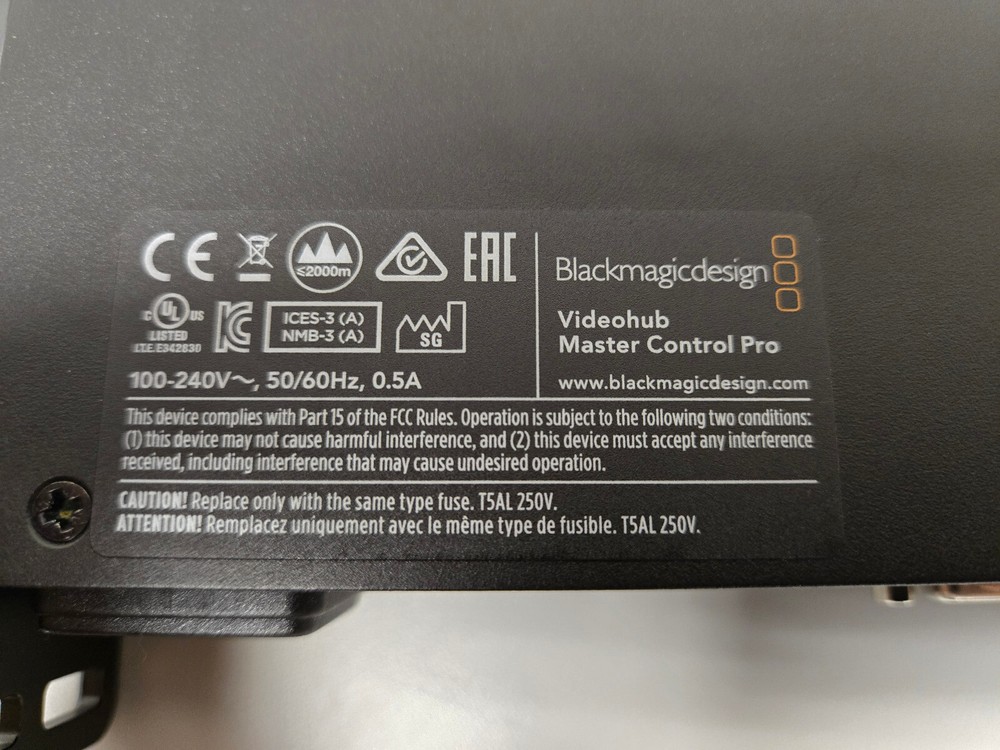 CE
≤2000m
EAC
Blackmagicdesign
c UL US
LISTED
I.T.E. E342830
ICES-3 (A)
NMB-3 (A)
SG
Videohub
Master Control Pro
100-240V~, 50/60Hz, 0.5A
www.blackmagicdesign.com
This device complies with Part 15 of the FCC Rules. Operation is subject to the following two conditions:
(1) this device may not cause harmful interference, and (2) this device must accept any interference
received, including interference that may cause undesired operation.
CAUTION! Replace only with the same type fuse. T5AL 250V.
ATTENTION! Remplacez uniquement avec le même type de fusible. T5AL 250V.